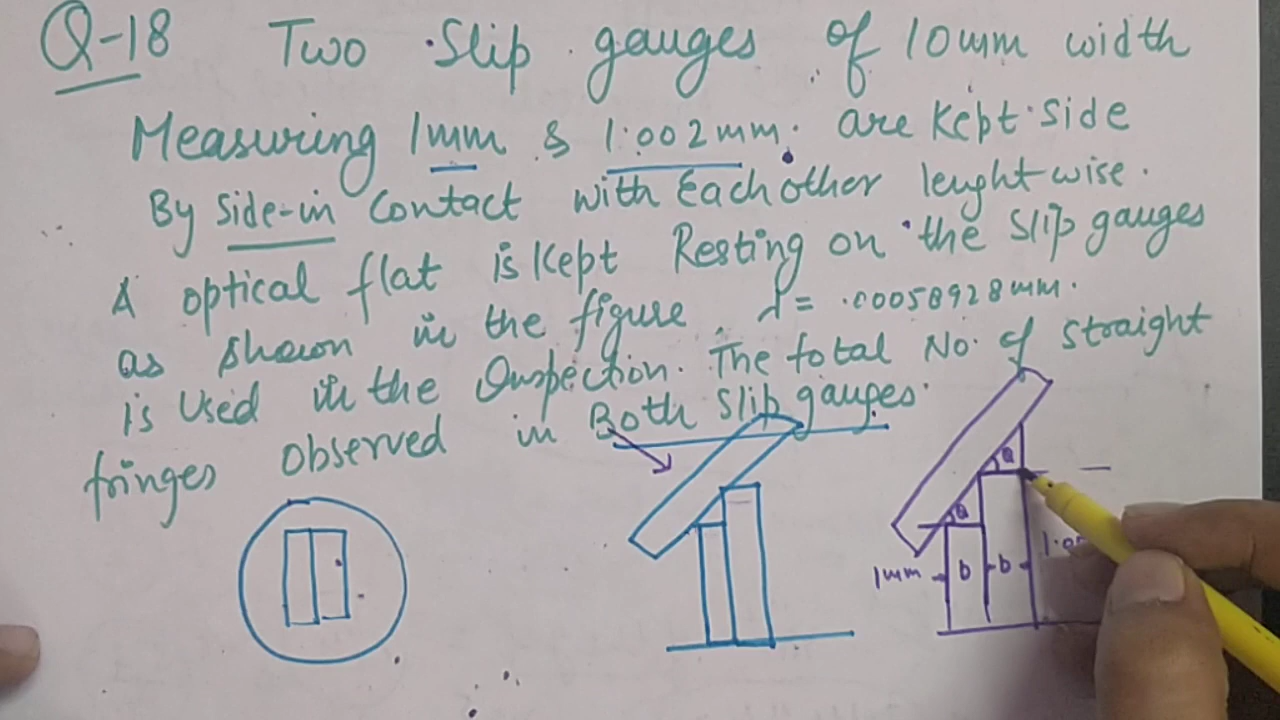 Q-18 Two Slip gauges of 10mm width
Measuring 1mm & 1.002mm. are kept side
By side-in contact with each other lenghtwise.
A optical flat is kept Resting on the slip gauges
as shown in the figure. λ= .00058928mm.
is used in the Inspection. The total No. of straight
fringes observed in Both slip gauges.
θ
θ
1mm b b